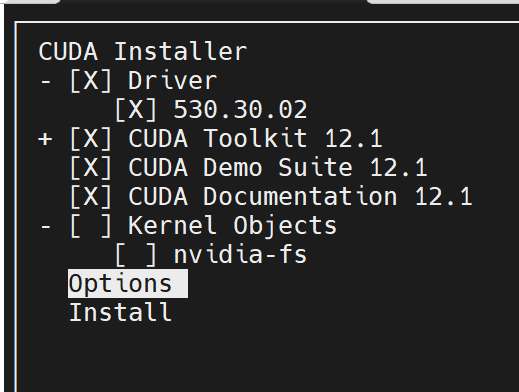 CUDA Installer
- [X] Driver
[X] 530.30.02
+ [X] CUDA Toolkit 12.1
[X] CUDA Demo Suite 12.1
[X] CUDA Documentation 12.1
- [ ] Kernel Objects
[ ] nvidia-fs
Options
Install